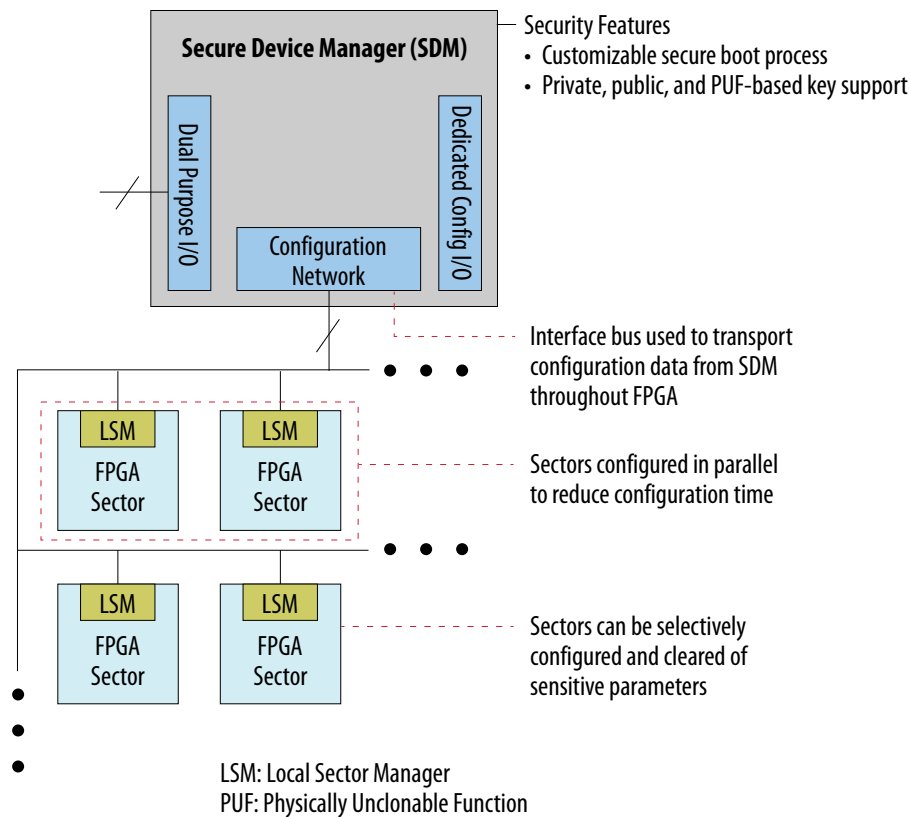 Secure Device Manager (SDM)
Security Features
• Customizable secure boot process
• Private, public, and PUF-based key support
Dual Purpose I/O
Dedicated Config I/O
Configuration
Network
Interface bus used to transport
configuration data from SDM
throughout FPGA
LSM
FPGA
Sector
LSM
FPGA
Sector
Sectors configured in parallel
to reduce configuration time
LSM
FPGA
Sector
LSM
FPGA
Sector
Sectors can be selectively
configured and cleared of
sensitive parameters
LSM: Local Sector Manager
PUF: Physically Unclonable Function